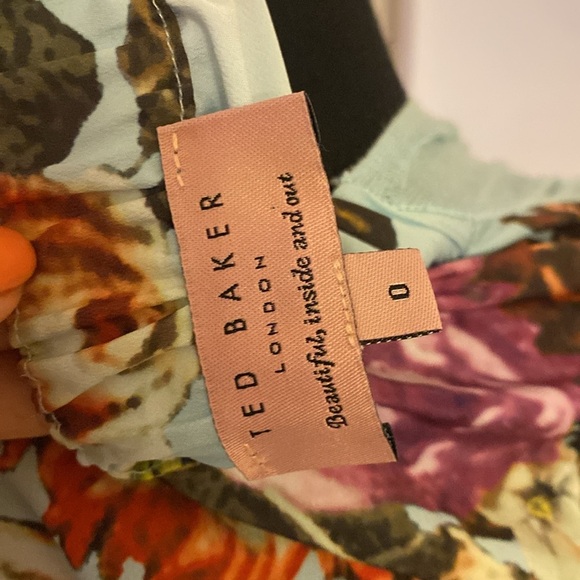 TED BAKER
LONDON
Beautiful, inside and out
0